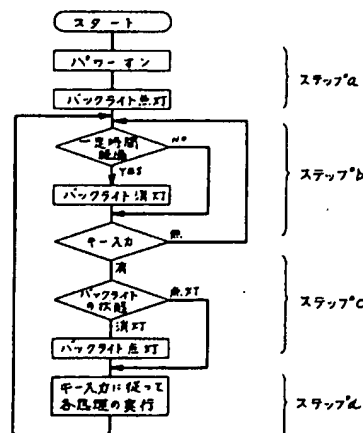 スタート
パワーオン
バックライト点灯
ステップa
一定時間
経過
NO
YES
バックライト消灯
ステップb
キー入力
無
有
バックライト
の状態
点灯
消灯
バックライト点灯
ステップc
キー入力に従って
各処理の実行
ステップd